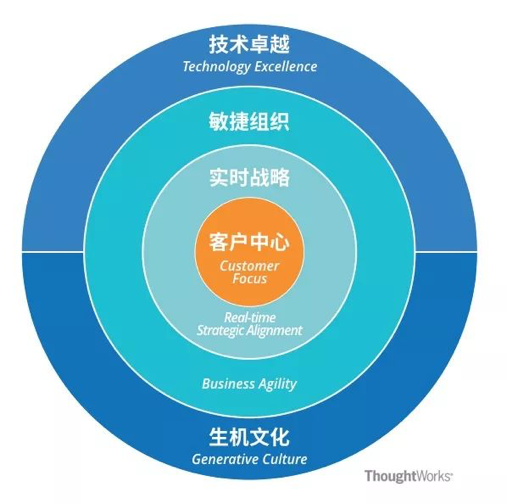 技术卓越
Technology Excellence
敏捷组织
实时战略
客户中心
Customer
Focus
Real-time
Strategic Alignment
Business Agility
生机文化
Generative Culture
ThoughtWorks®